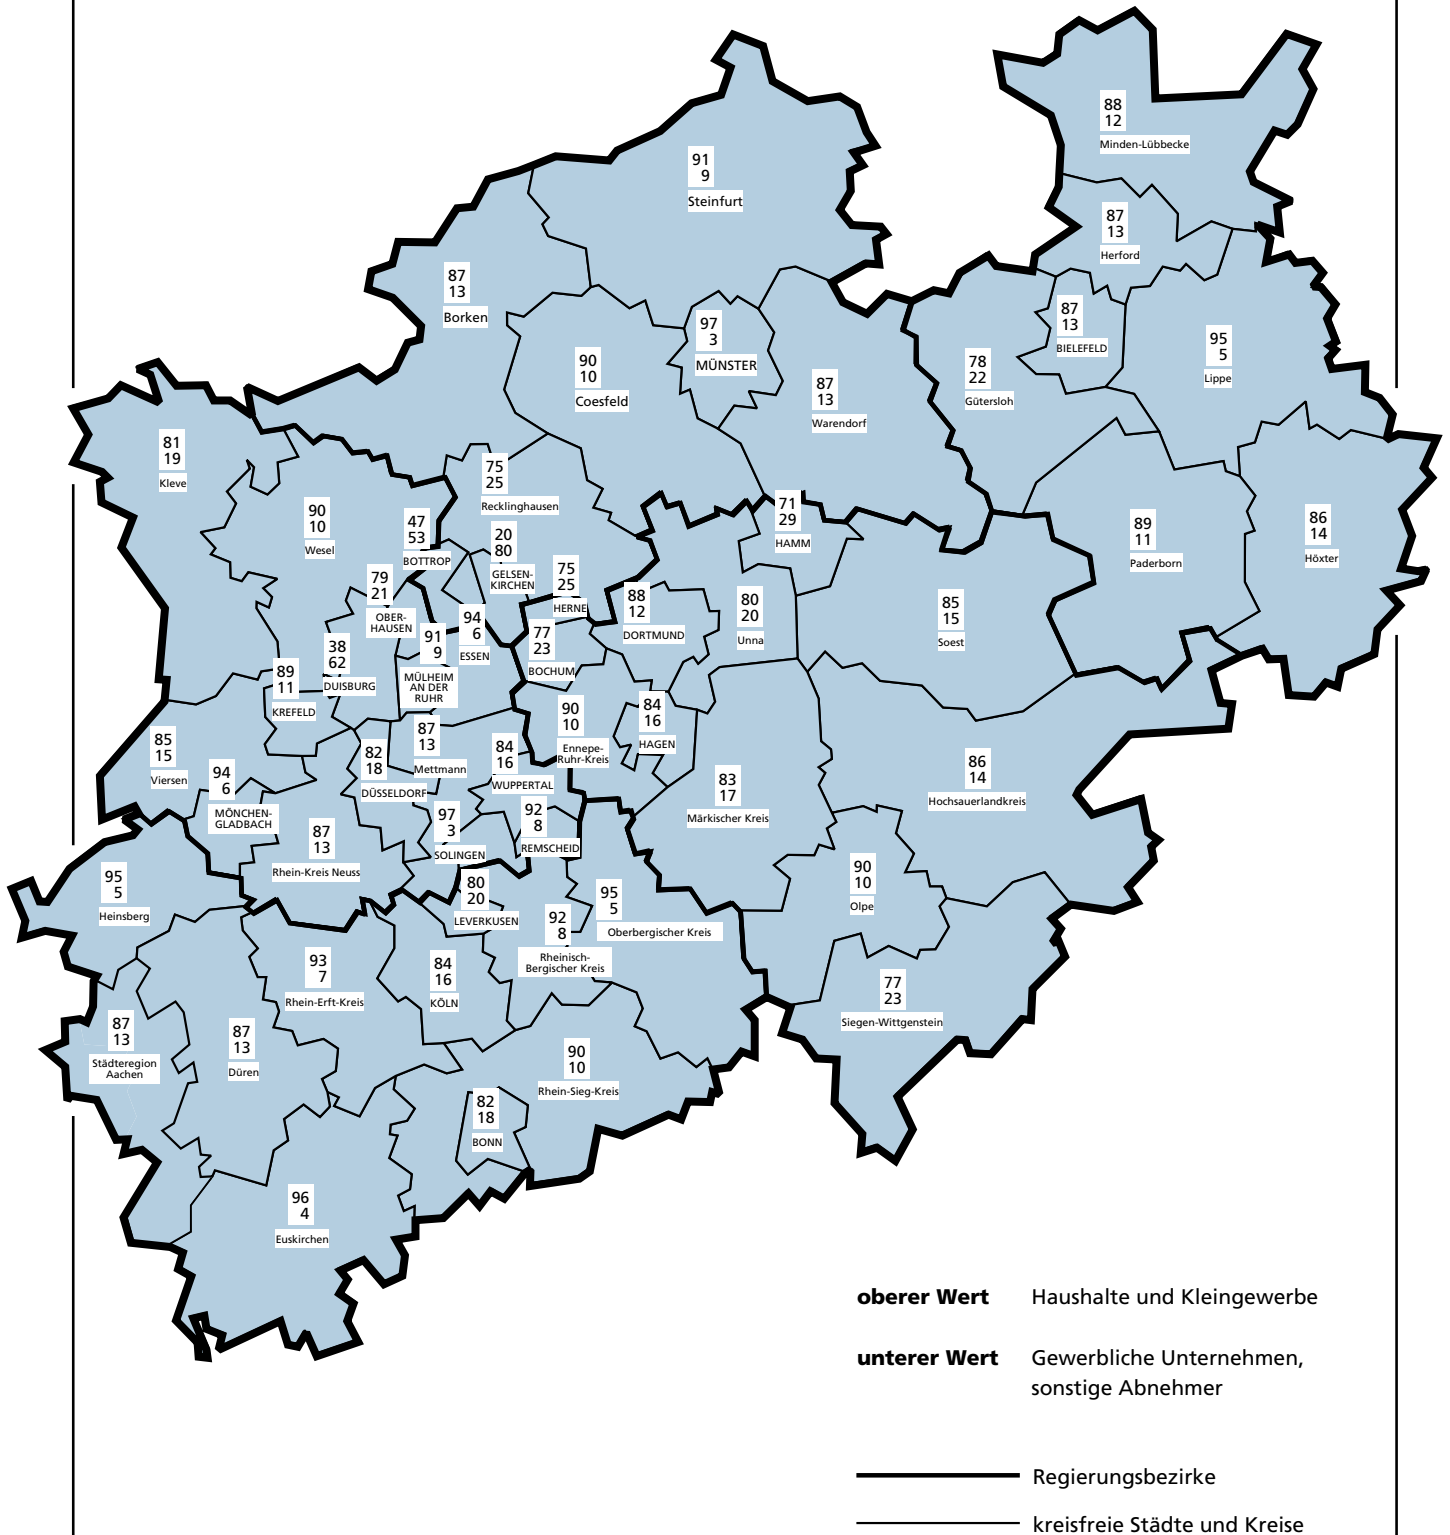 88
12
Minden-Lübbecke
91
9
Steinfurt
87
13
Herford
87
13
Borken
87
13
BIELEFELD
97
3
MÜNSTER
95
5
Lippe
78
22
Gütersloh
90
10
Coesfeld
87
13
Warendorf
81
19
Kleve
75
25
Recklinghausen
90
10
Wesel
47
53
BOTTROP
71
29
HAMM
89
11
Paderborn
86
14
Höxter
20
80
GELSEN-
KIRCHEN
79
21
OBER-
HAUSEN
75
25
HERNE
88
12
DORTMUND
80
20
Unna
85
15
Soest
94
6
ESSEN
91
9
MÜLHEIM
AN DER
RUHR
77
23
BOCHUM
38
62
DUISBURG
89
11
KREFELD
90
10
Ennepe-
Ruhr-Kreis
84
16
HAGEN
85
15
Viersen
87
13
Mettmann
84
16
WUPPERTAL
82
18
DÜSSELDORF
94
6
MÖNCHEN-
GLADBACH
86
14
Hochsauerlandkreis
83
17
Märkischer Kreis
97
3
SOLINGEN
92
8
REMSCHEID
87
13
Rhein-Kreis Neuss
95
5
Heinsberg
80
20
LEVERKUSEN
95
5
Oberbergischer Kreis
90
10
Olpe
92
8
Rheinisch-
Bergischer Kreis
93
7
Rhein-Erft-Kreis
84
16
KÖLN
77
23
Siegen-Wittgenstein
87
13
Städteregion
Aachen
87
13
Düren
90
10
Rhein-Sieg-Kreis
82
18
BONN
96
4
Euskirchen
oberer Wert Haushalte und Kleingewerbe
unterer Wert Gewerbliche Unternehmen,
sonstige Abnehmer
Regierungsbezirke
kreisfreie Städte und Kreise